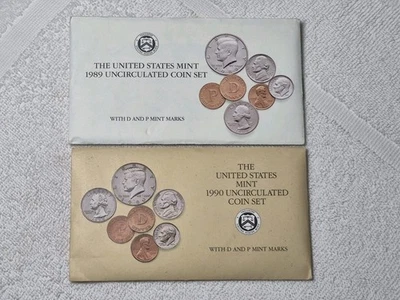 THE UNITED STATES MINT
1989 UNCIRCULATED COIN SET
P
D
WITH D AND P MINT MARKS
THE
UNITED STATES
MINT
1990 UNCIRCULATED
COIN SET
WITH D AND P MINT MARKS